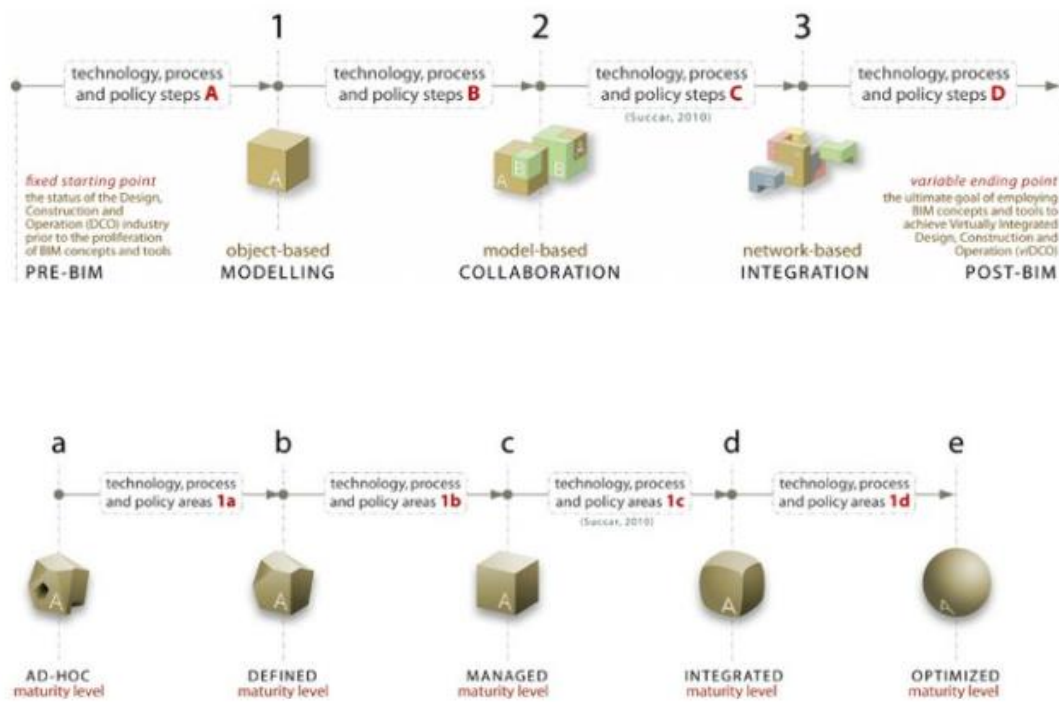 1
2
3
technology, process
and policy steps A
technology, process
and policy steps B
technology, process
and policy steps C
(Succar, 2010)
technology, process
and policy steps D
A
A
B
B
A
fixed starting point
the status of the Design,
Construction and
Operation (DCO) industry
prior to the proliferation
of BIM concepts and tools
PRE-BIM
object-based
MODELLING
model-based
COLLABORATION
network-based
INTEGRATION
variable ending point
the ultimate goal of employing
BIM concepts and tools to
achieve Virtually Integrated
Design, Construction and
Operation (viDCO)
POST-BIM
a
b
c
d
e
technology, process
and policy areas 1a
technology, process
and policy areas 1b
technology, process
and policy areas 1c
(Succar, 2010)
technology, process
and policy areas 1d
A
A
A
A
A
AD-HOC
maturity level
DEFINED
maturity level
MANAGED
maturity level
INTEGRATED
maturity level
OPTIMIZED
maturity level